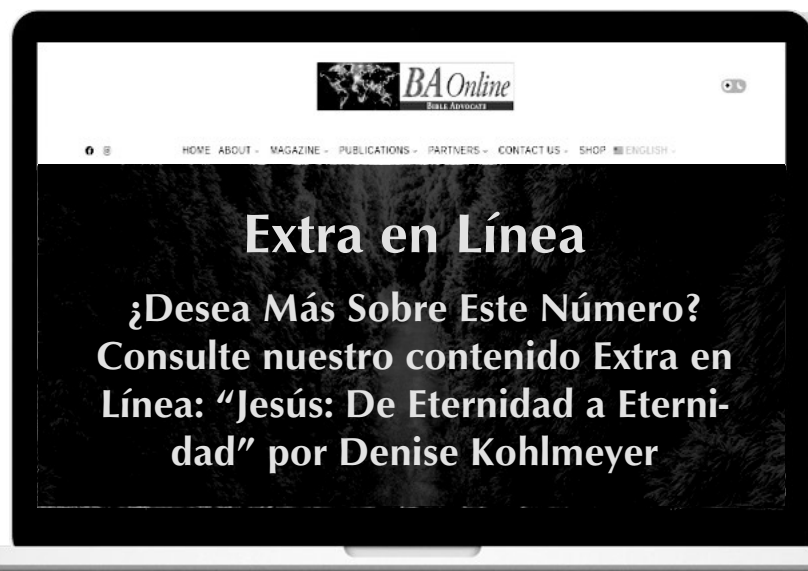 BA Online
BIBLE ADVOCATE
HOME ABOUT MAGAZINE PUBLICATIONS PARTNERS CONTACT US SHOP ENGLISH
Extra en Línea
¿Desea Más Sobre Este Número?
Consulte nuestro contenido Extra en
Línea: “Jesús: De Eternidad a Eterni-
dad” por Denise Kohlmeyer